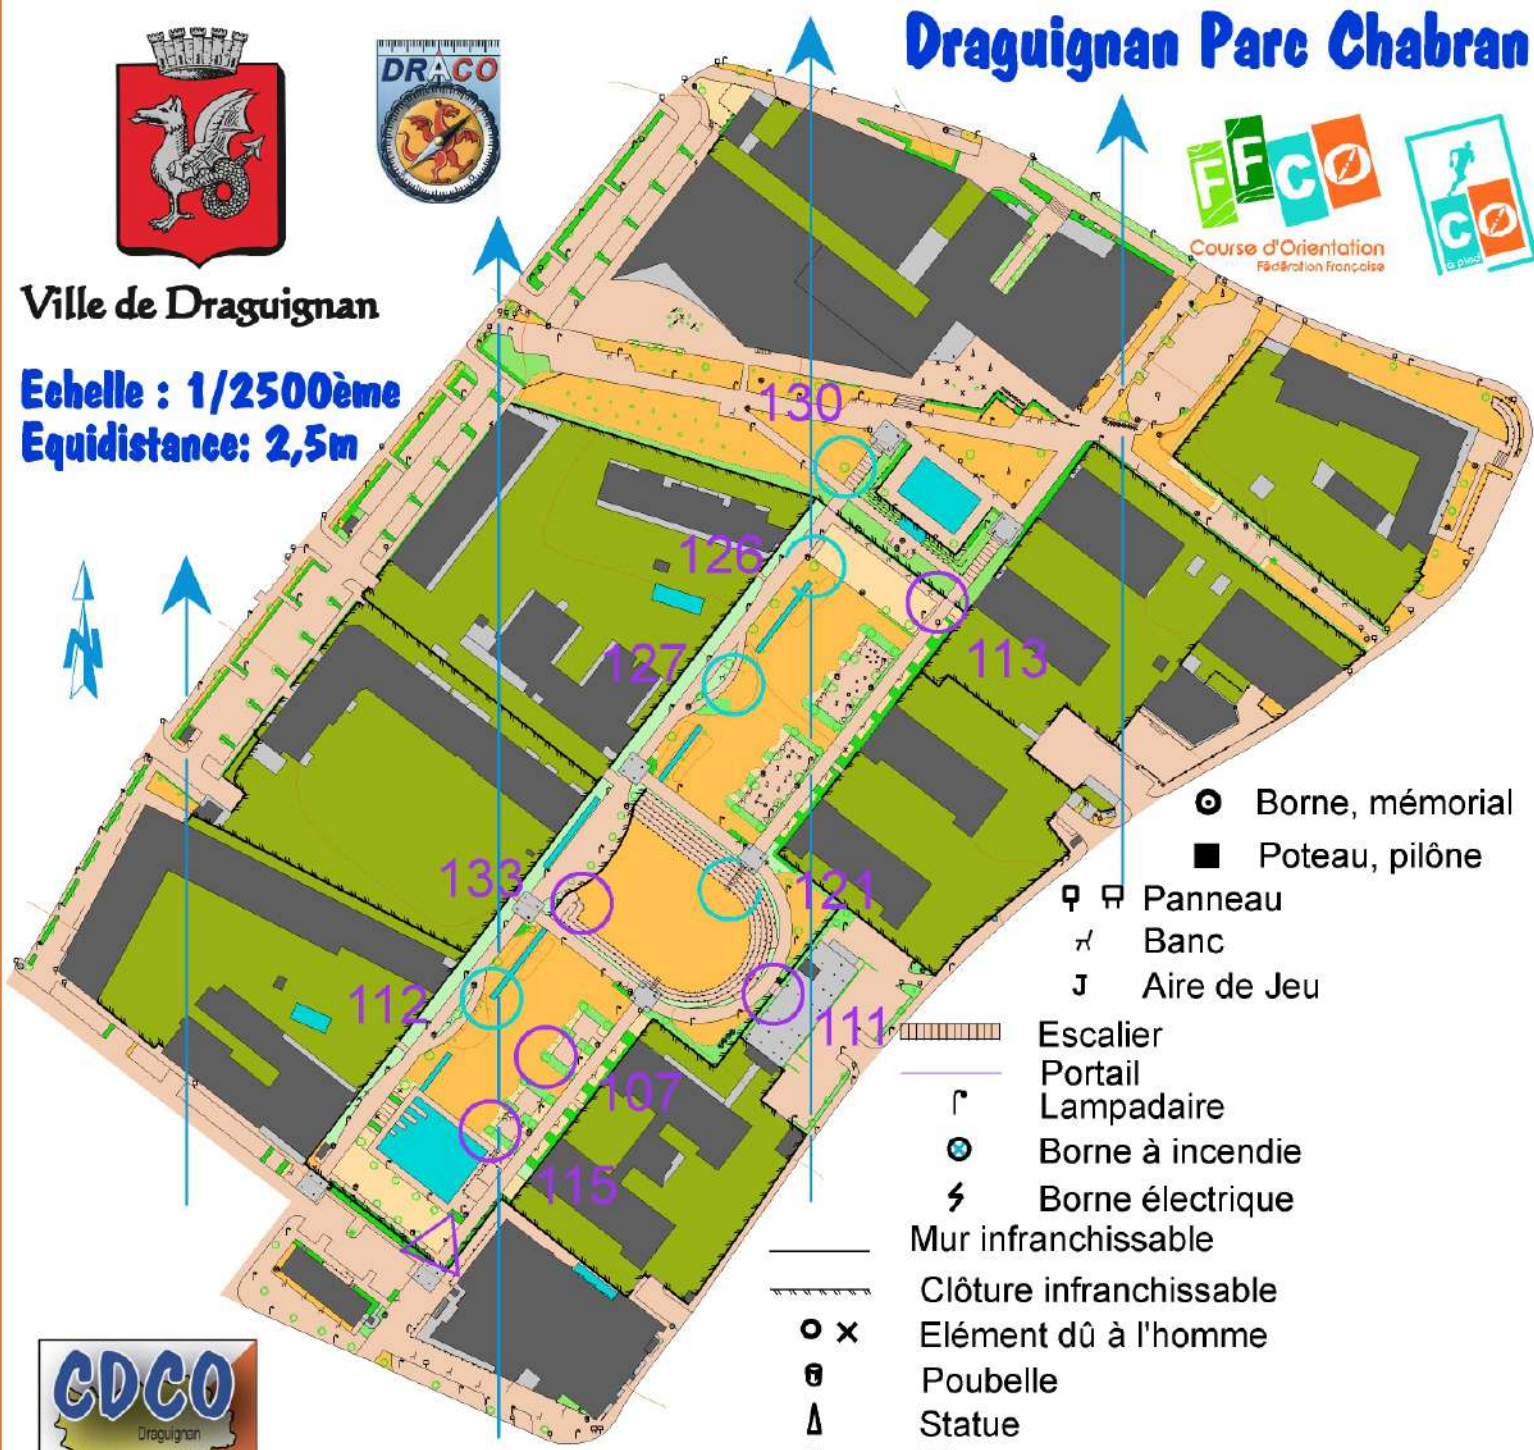 Draguignan Parc Chabran
DRACO
FFCO
Course d'Orientation
Fédération Française
CO
à pied
Ville de Draguignan
Echelle : 1/2500ème
Equidistance: 2,5m
N
130
126
127
113
133
121
112
111
107
115
Borne, mémorial
Poteau, pilône
Panneau
Banc
J Aire de Jeu
Escalier
Portail
Lampadaire
Borne à incendie
Borne électrique
Mur infranchissable
Clôture infranchissable
Elément dû à l'homme
Poubelle
Statue
CDCO
Draguignan